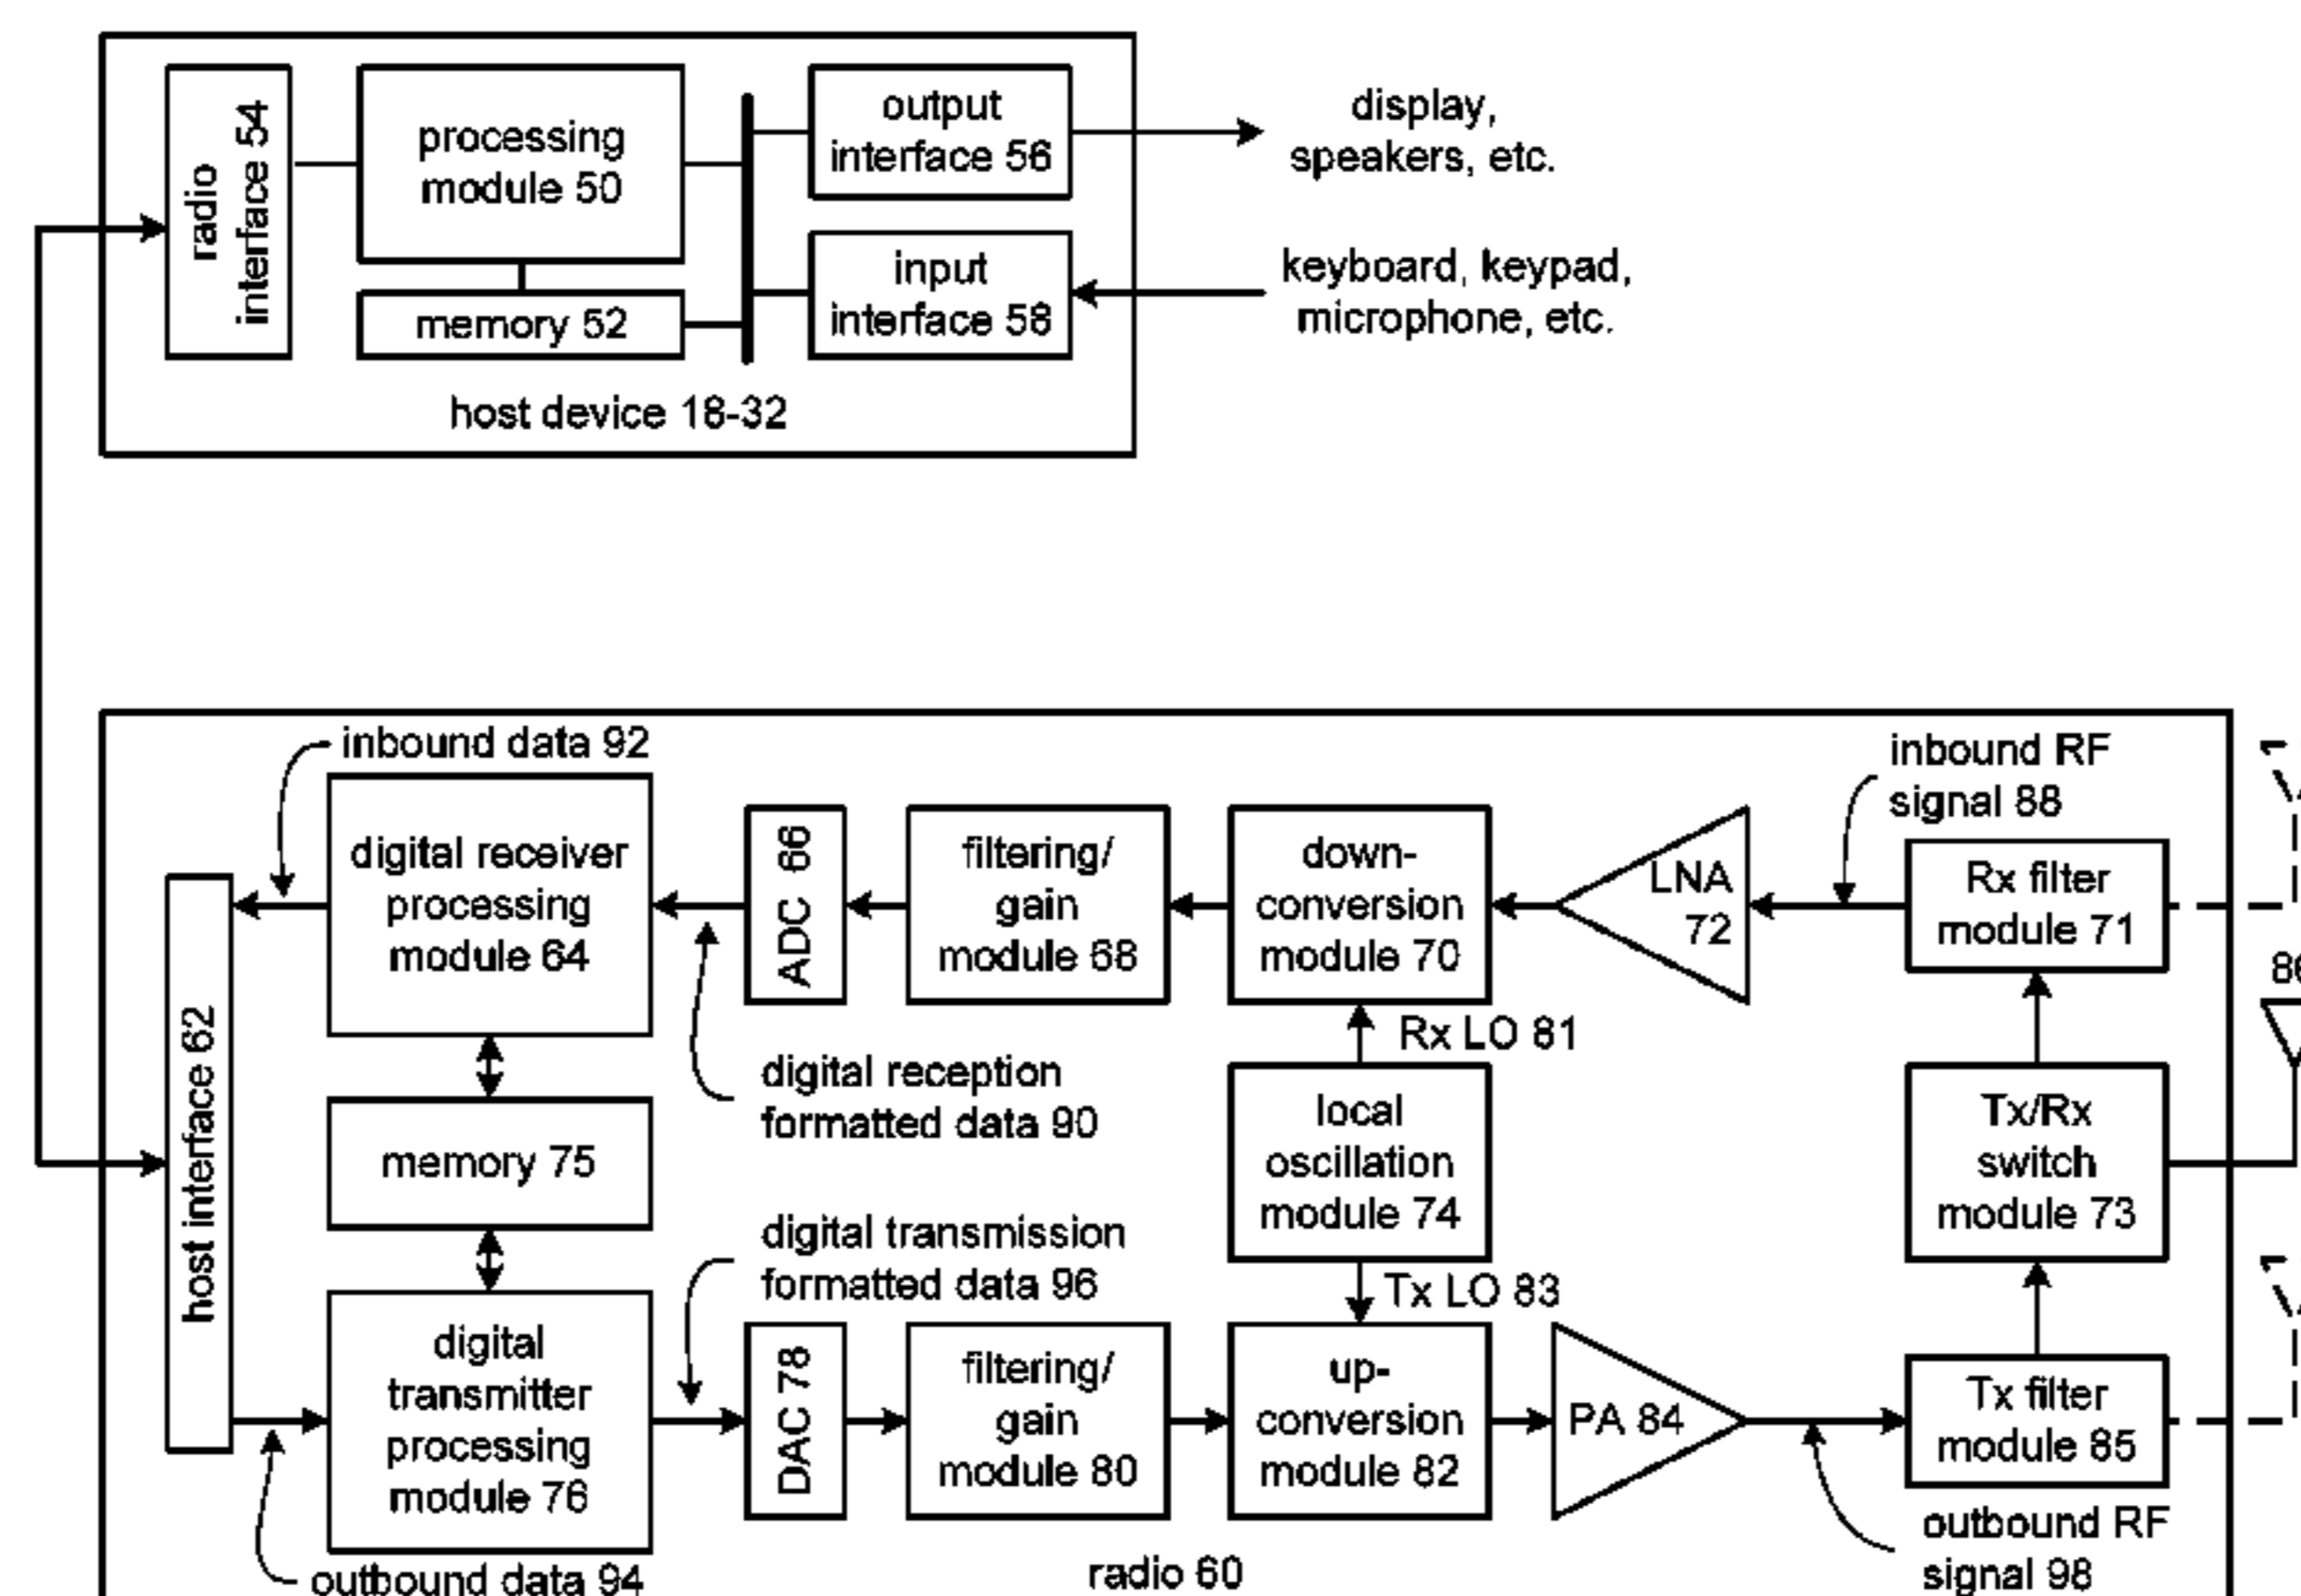 radio
interface 54
processing
module 50
memory 52
output
interface 56
input
interface 58
display,
speakers, etc.
keyboard, keypad,
microphone, etc.
host device 18-32
inbound data 92
digital receiver
processing
module 64
ADC 66
filtering/
gain
module 68
down-
conversion
module 70
LNA
72
inbound RF
signal 88
Rx filter
module 71
host interface 62
memory 75
digital reception
formatted data 90
Rx LO 81
local
oscillation
module 74
Tx/Rx
switch
module 73
digital transmission
formatted data 96
Tx LO 83
digital
transmitter
processing
module 76
DAC 78
filtering/
gain
module 80
up-
conversion
module 82
PA 84
Tx filter
module 85
outbound RF
signal 98
outbound data 94
radio 60